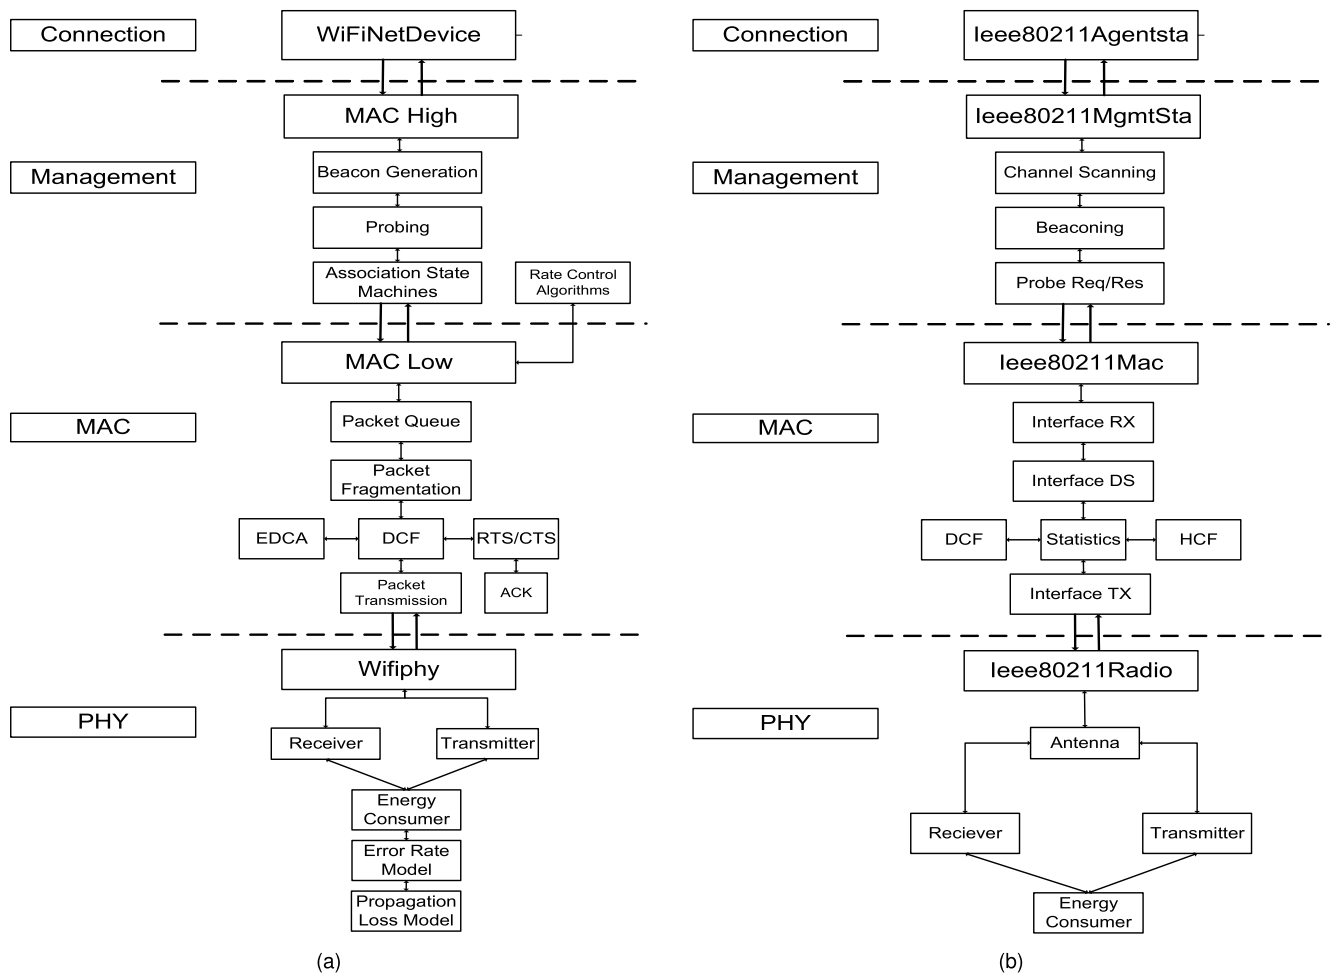 Connection
WiFiNetDevice
MAC High
Management
Beacon Generation
Probing
Association State
Machines
Rate Control
Algorithms
MAC Low
MAC
Packet Queue
Packet
Fragmentation
EDCA
DCF
RTS/CTS
Packet
Transmission
ACK
Wifiphy
PHY
Receiver
Transmitter
Energy
Consumer
Error Rate
Model
Propagation
Loss Model
(a)
Connection
Ieee80211Agentsta
Ieee80211MgmtSta
Management
Channel Scanning
Beaconing
Probe Req/Res
Ieee80211Mac
MAC
Interface RX
Interface DS
DCF
Statistics
HCF
Interface TX
Ieee80211Radio
PHY
Antenna
Reciever
Transmitter
Energy
Consumer
(b)